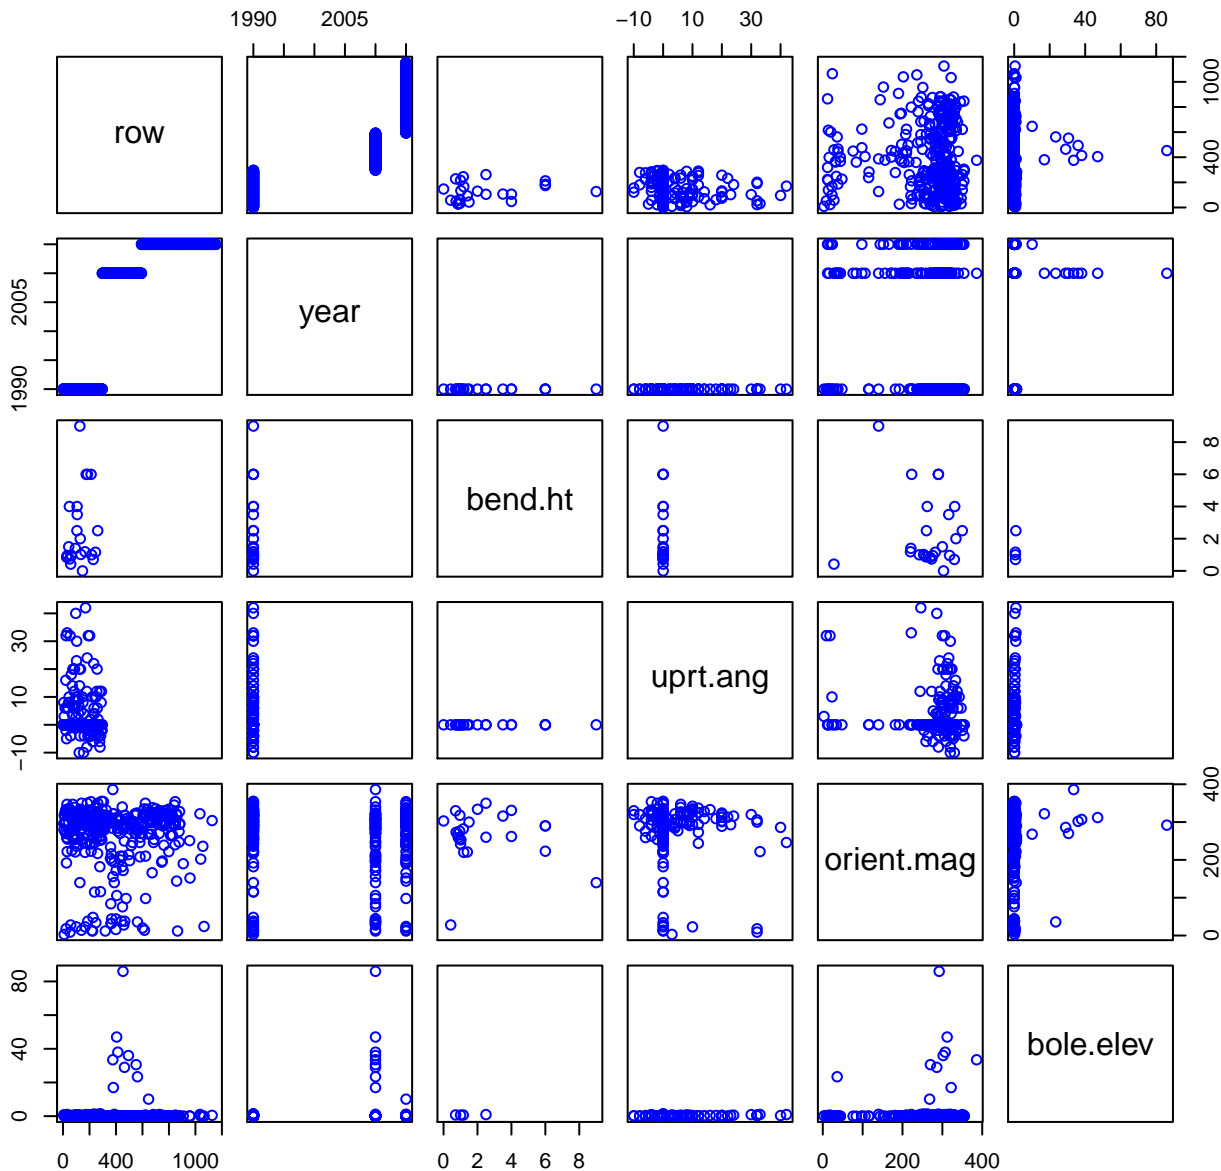 1990 2005 −10 10 30 0 40 80
row 0 400 1000
1990 2005 year
bend.ht 0 2 4 6 8
−10 10 30 uprt.ang
orient.mag 0 200 400
0 40 80 bole.elev
0 400 1000 0 2 4 6 8 0 200 400